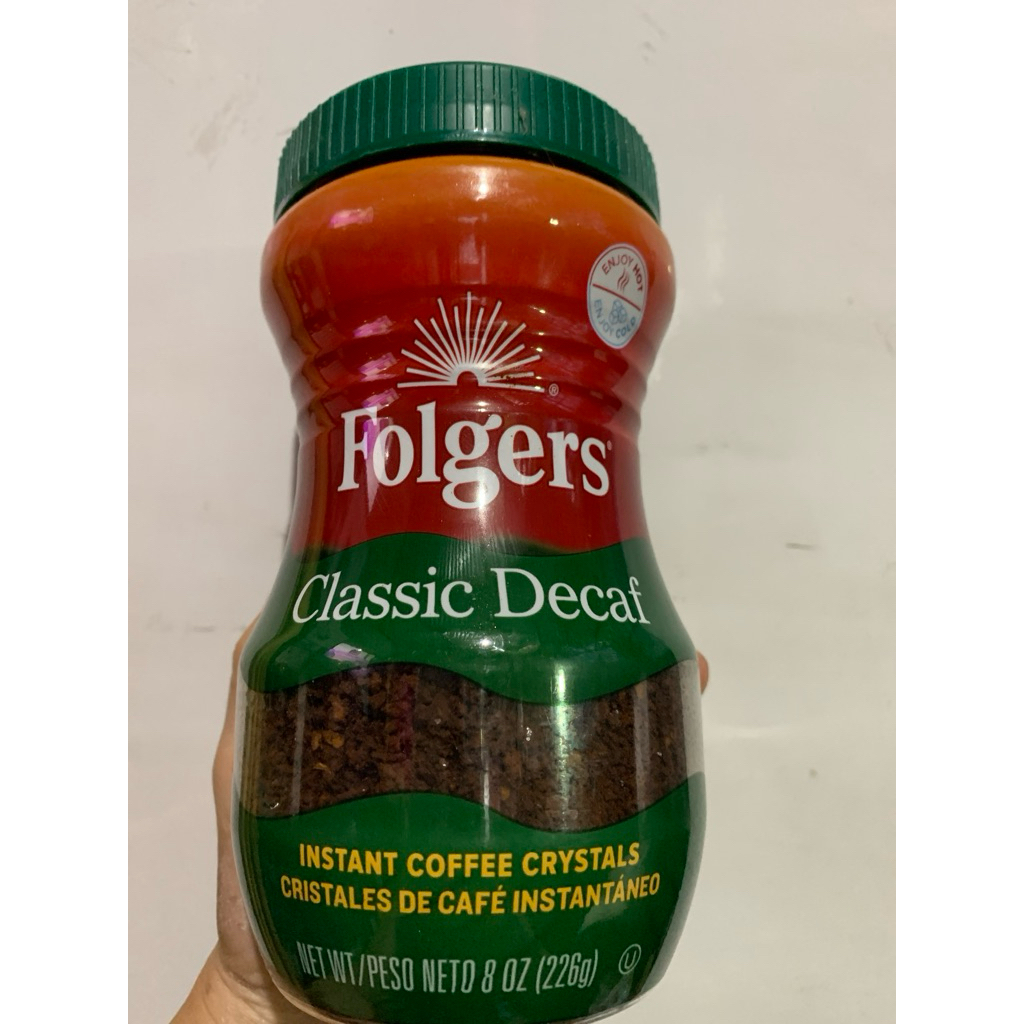 ENJOY HOT
ENJOY COLD
®
Folgers®
Classic Decaf
INSTANT COFFEE CRYSTALS
CRISTALES DE CAFÉ INSTANTÁNEO
NET WT/PESO NETO 8 OZ (226g) U